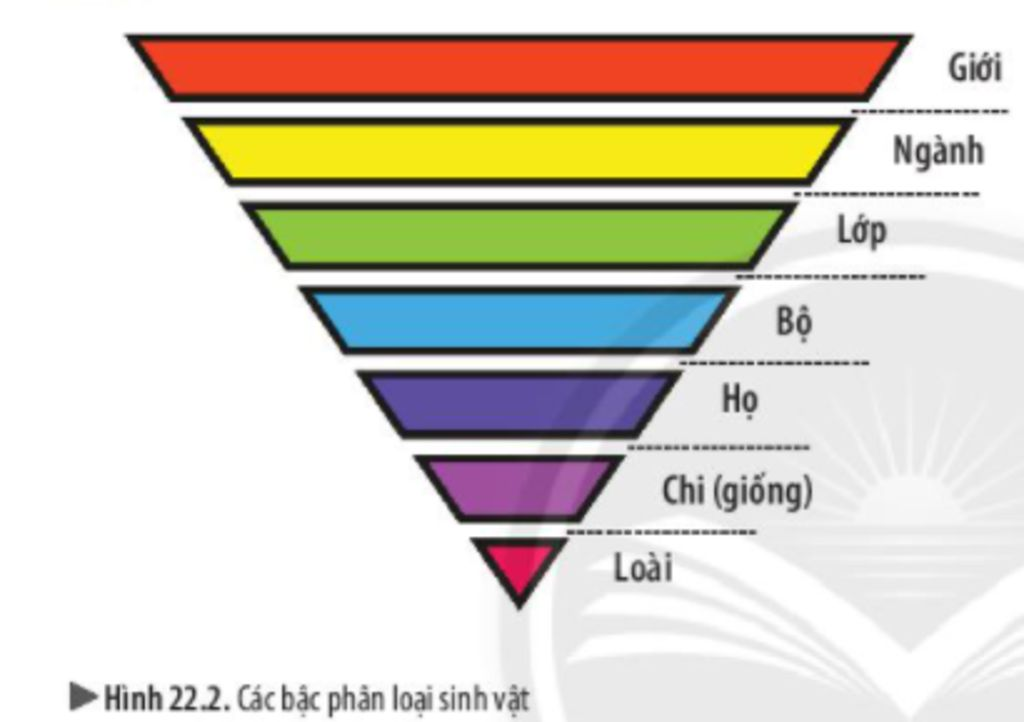 Giới
Ngành
Lớp
Bộ
Họ
Chi (giống)
Loài
Hình 22.2. Các bậc phân loại sinh vật